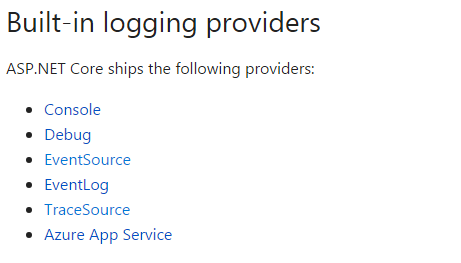 Built-in logging providers
ASP.NET Core ships the following providers:
Console
Debug
EventSource
EventLog
TraceSource
Azure App Service